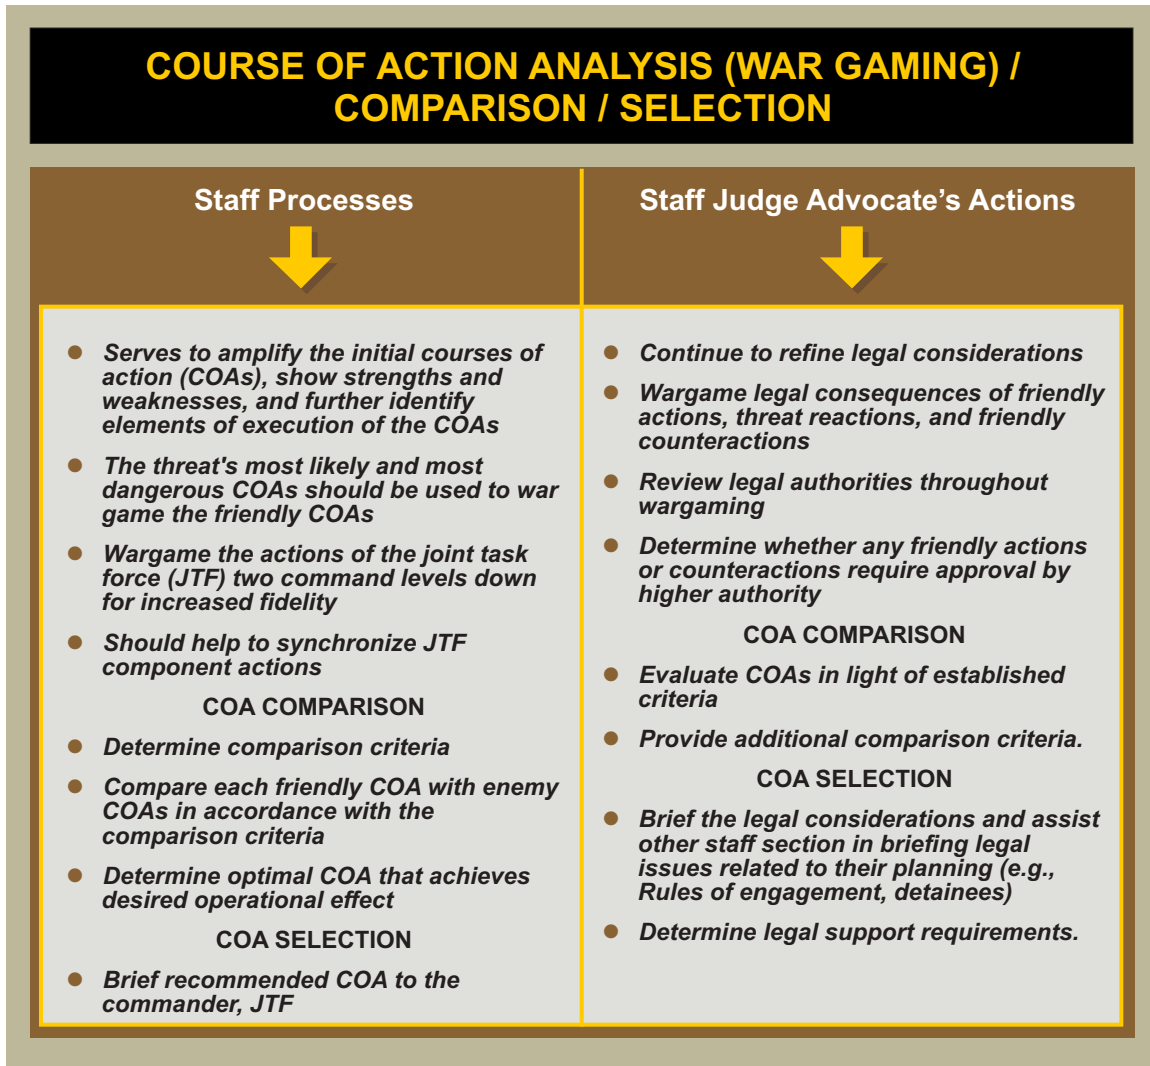 COURSE OF ACTION ANALYSIS (WAR GAMING) /
COMPARISON / SELECTION
Staff Processes
● Serves to amplify the initial courses of
action (COAs), show strengths and
weaknesses, and further identify
elements of execution of the COAs
● The threat's most likely and most
dangerous COAs should be used to war
game the friendly COAs
● Wargame the actions of the joint task
force (JTF) two command levels down
for increased fidelity
● Should help to synchronize JTF
component actions
COA COMPARISON
● Determine comparison criteria
● Compare each friendly COA with enemy
COAs in accordance with the
comparison criteria
● Determine optimal COA that achieves
desired operational effect
COA SELECTION
● Brief recommended COA to the
commander, JTF
Staff Judge Advocate’s Actions
● Continue to refine legal considerations
● Wargame legal consequences of friendly
actions, threat reactions, and friendly
counteractions
● Review legal authorities throughout
wargaming
● Determine whether any friendly actions
or counteractions require approval by
higher authority
COA COMPARISON
● Evaluate COAs in light of established
criteria
● Provide additional comparison criteria.
COA SELECTION
● Brief the legal considerations and assist
other staff section in briefing legal
issues related to their planning (e.g.,
Rules of engagement, detainees)
● Determine legal support requirements.